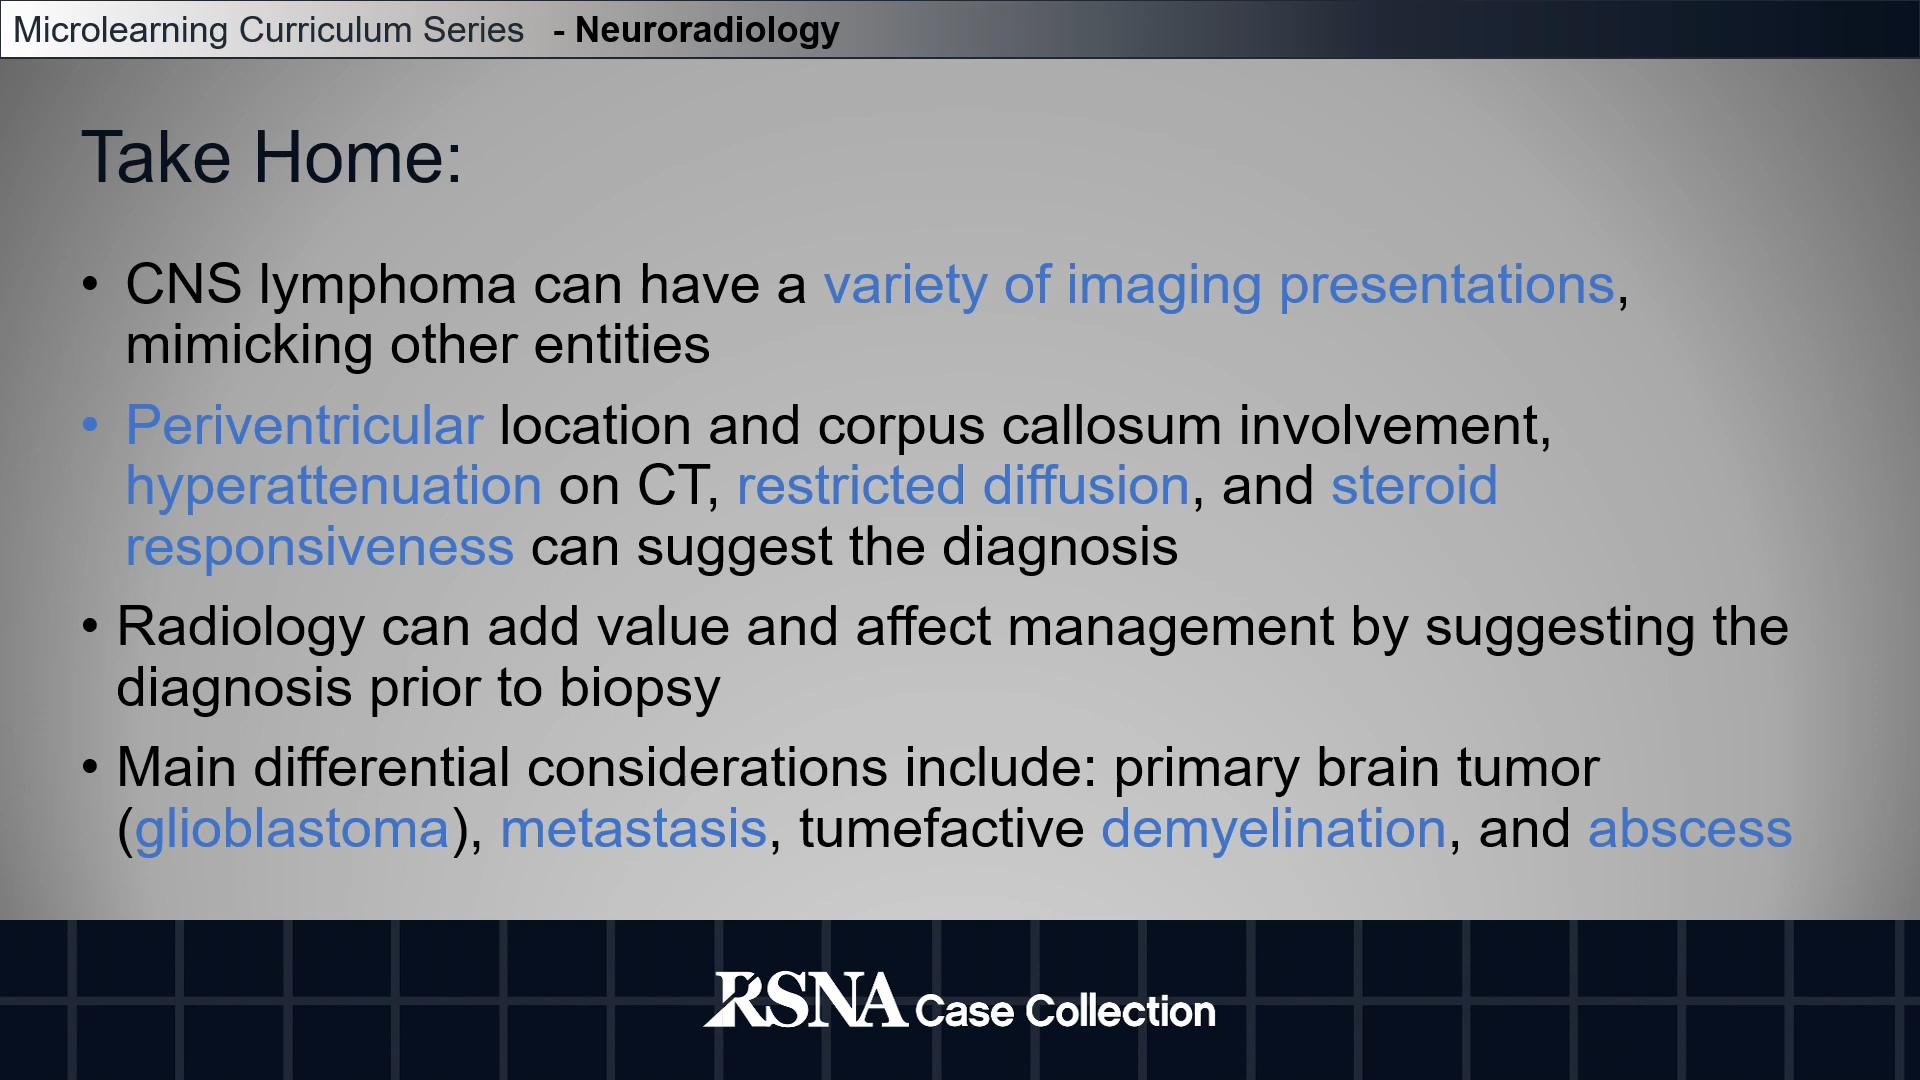 Microlearning Curriculum Series - Neuroradiology
Take Home:
• CNS lymphoma can have a variety of imaging presentations,
mimicking other entities
• Periventricular location and corpus callosum involvement,
hyperattenuation on CT, restricted diffusion, and steroid
responsiveness can suggest the diagnosis
• Radiology can add value and affect management by suggesting the
diagnosis prior to biopsy
• Main differential considerations include: primary brain tumor
(glioblastoma), metastasis, tumefactive demyelination, and abscess
RSNA Case Collection